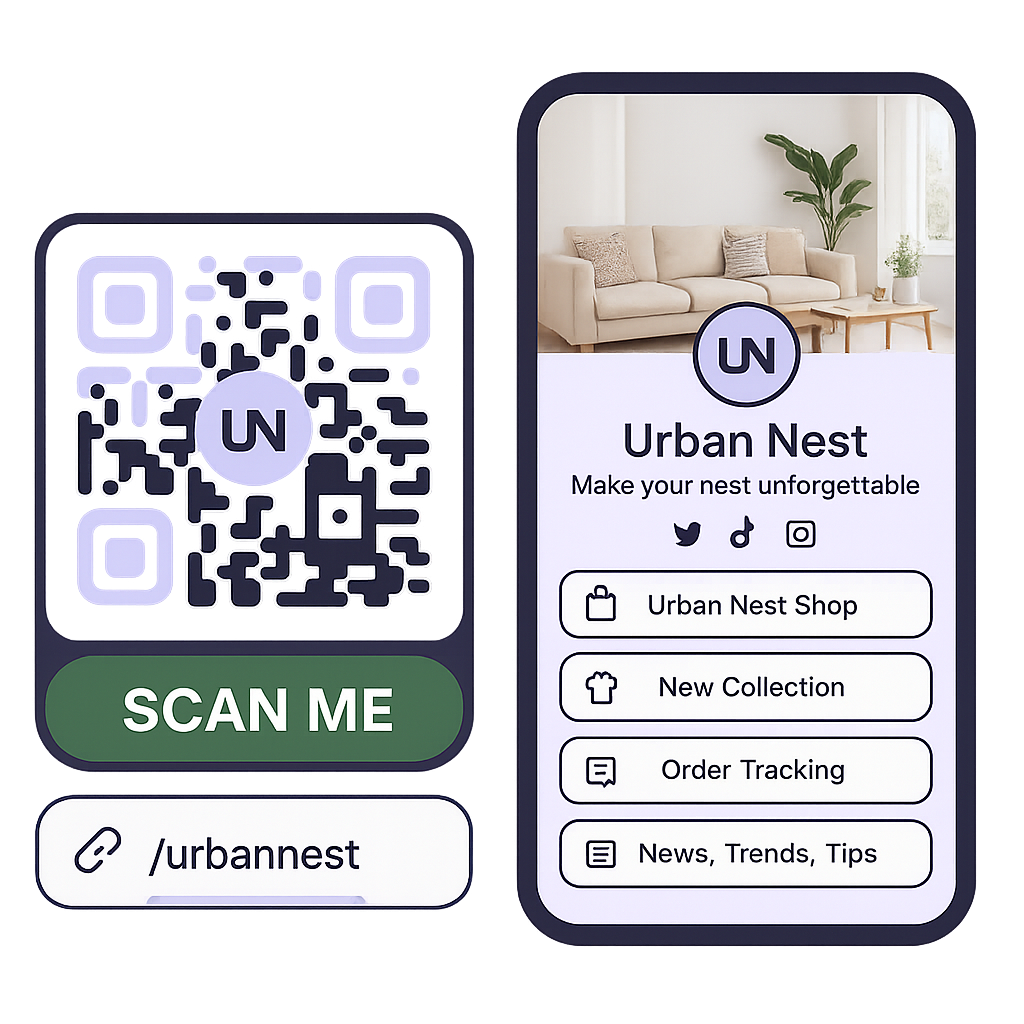 UN
SCAN ME
/urbannest
UN
Urban Nest
Make your nest unforgettable
Urban Nest Shop
New Collection
Order Tracking
News, Trends, Tips